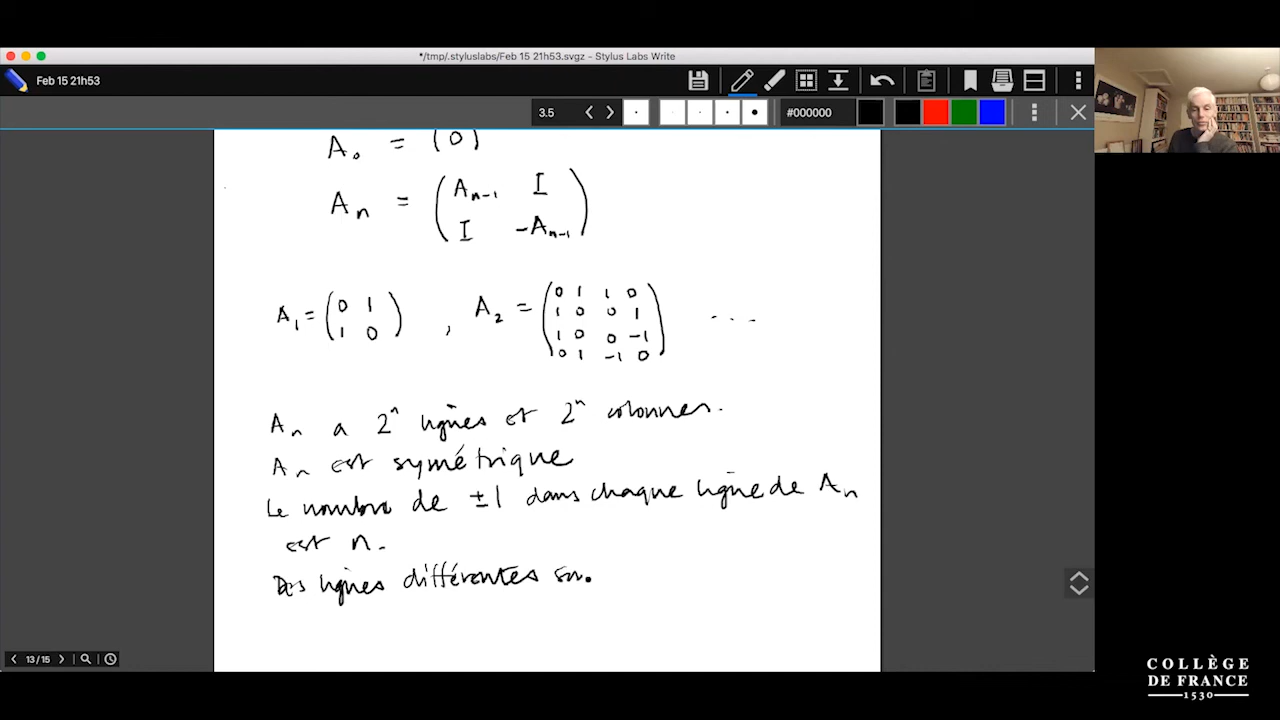 */tmp/.styluslabs/Feb 15 21h53.svgz - Stylus Labs Write
Feb 15 21h53
3.5
#000000
A₀ = (0)
Aₙ = (Aₙ₋₁ I
I -Aₙ₋₁)
A₁ = (0 1
1 0) , A₂ = (0 1 1 0
1 0 0 1
1 0 0 -1
0 1 -1 0) ...
Aₙ a 2ⁿ lignes et 2ⁿ colonnes.
Aₙ est symétrique
Le nombre de ±1 dans chaque ligne de Aₙ
est n.
Des lignes différentes son
13/15
COLLÈGE
DE FRANCE
1530